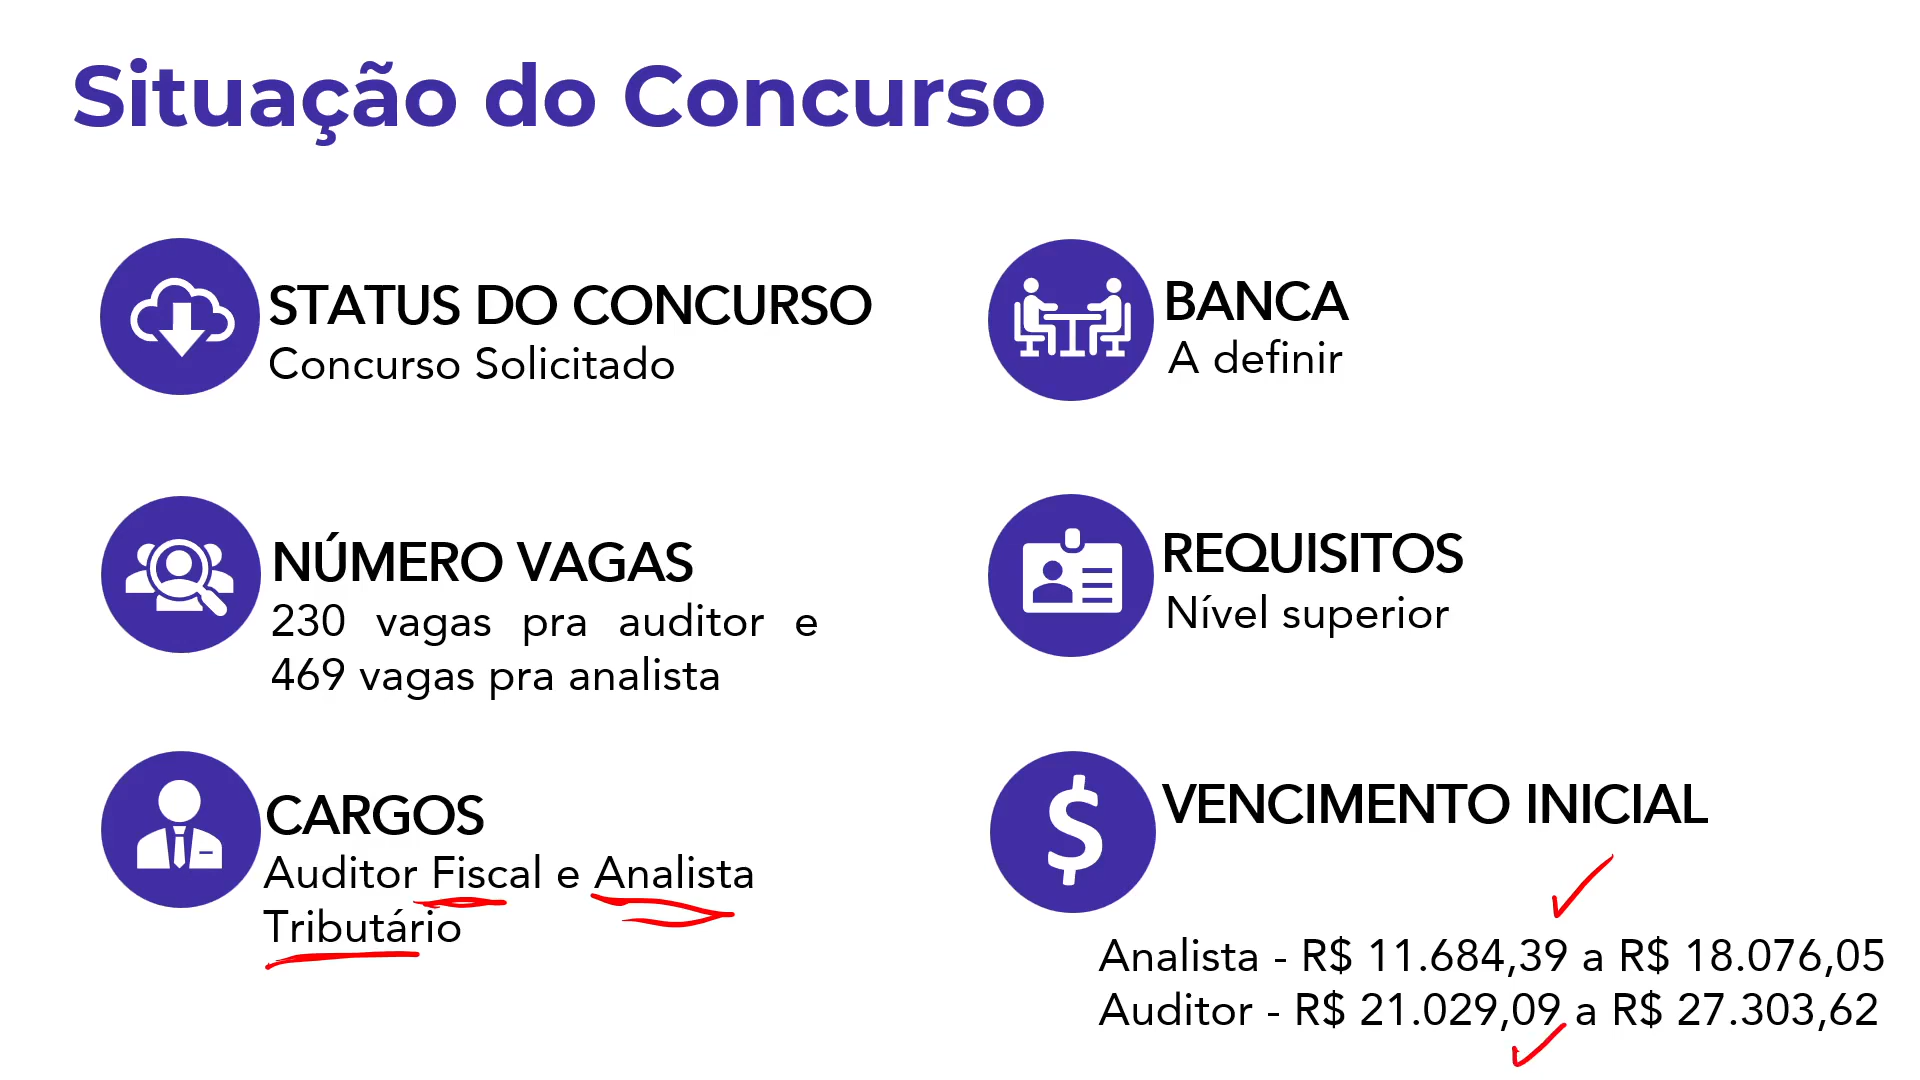 Situação do Concurso
STATUS DO CONCURSO
Concurso Solicitado
BANCA
A definir
NÚMERO VAGAS
230 vagas pra auditor e
469 vagas pra analista
REQUISITOS
Nível superior
CARGOS
Auditor Fiscal e Analista
Tributário
VENCIMENTO INICIAL
Analista - R$ 11.684,39 a R$ 18.076,05
Auditor - R$ 21.029,09 a R$ 27.303,62